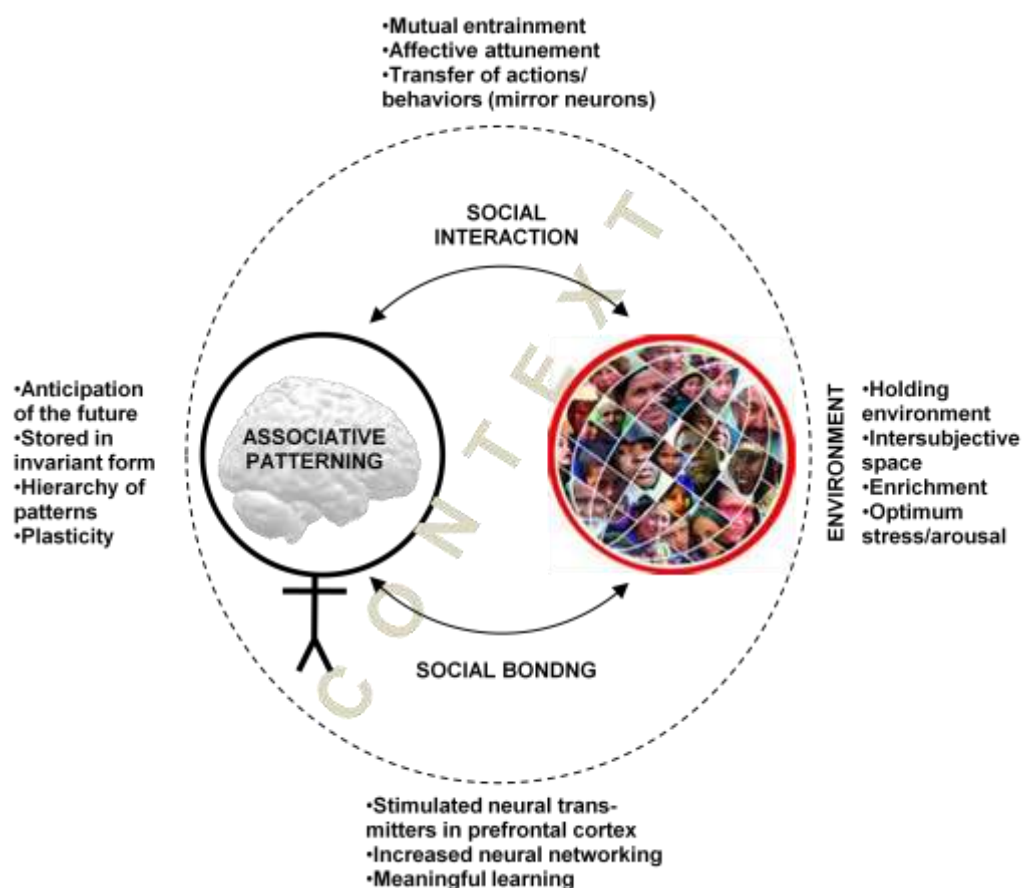 •Mutual entrainment
•Affective attunement
•Transfer of actions/
behaviors (mirror neurons)
SOCIAL
INTERACTION
CONTEXT
•Anticipation
of the future
•Stored in
invariant form
•Hierarchy of
patterns
•Plasticity
ASSOCIATIVE
PATTERNING
ENVIRONMENT
•Holding
environment
•Intersubjective
space
•Enrichment
•Optimum
stress/arousal
SOCIAL BONDNG
•Stimulated neural trans-
mitters in prefrontal cortex
•Increased neural networking
•Meaningful learning